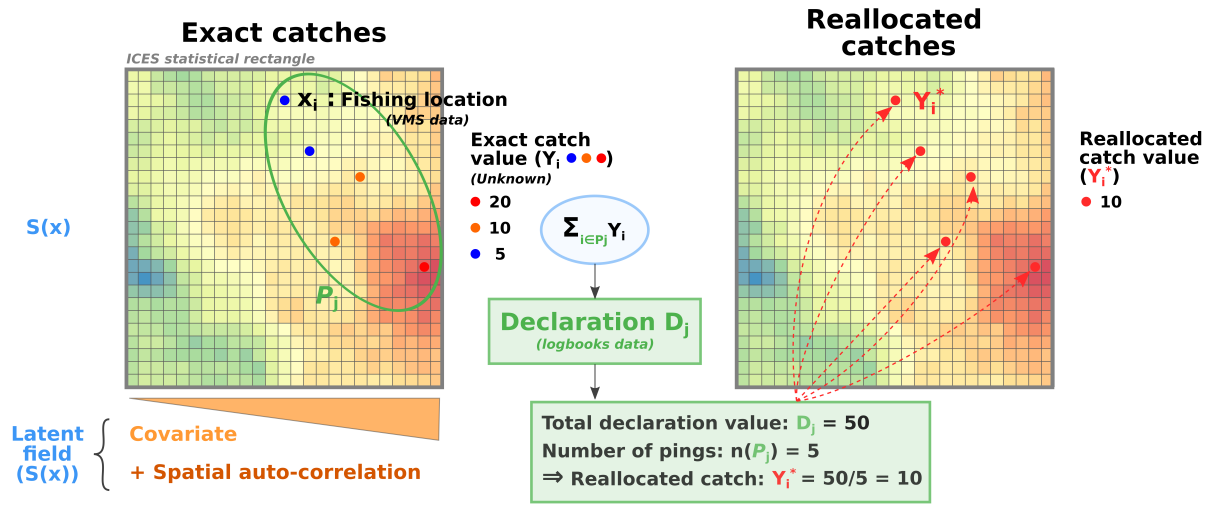 Exact catches
ICES statistical rectangle
xᵢ : Fishing location
(VMS data)
Pⱼ
S(x)
Exact catch
value (Yᵢ )
(Unknown)
20
10
5
Σᵢ∈Pⱼ Yᵢ
Declaration Dⱼ
(logbooks data)
Reallocated
catches
Yᵢ*
Reallocated
catch value
(Yᵢ*)
10
Latent
field
(S(x))
Covariate
+ Spatial auto-correlation
Total declaration value: Dⱼ = 50
Number of pings: n(Pⱼ) = 5
⇒ Reallocated catch: Yᵢ* = 50/5 = 10